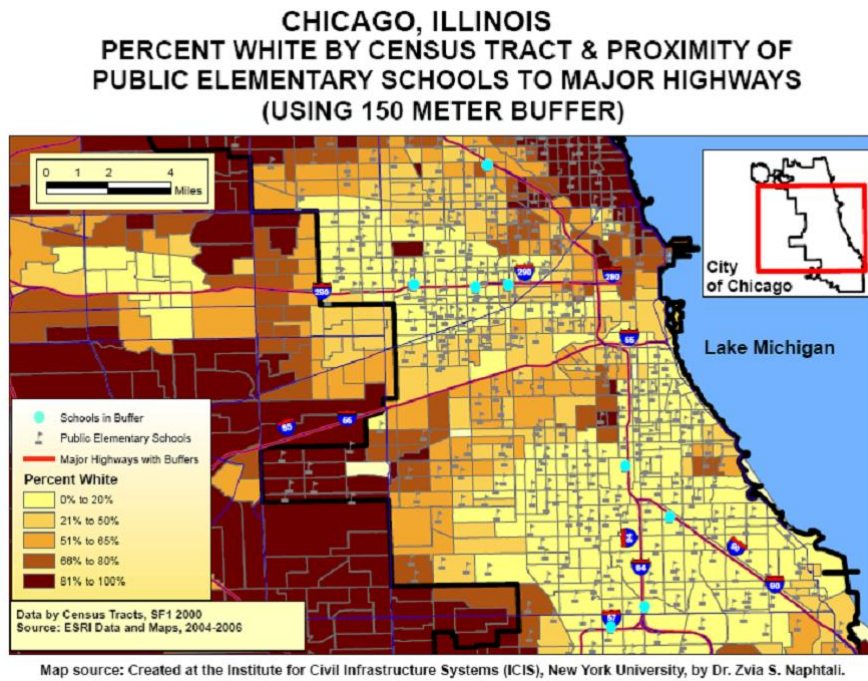 CHICAGO, ILLINOIS
PERCENT WHITE BY CENSUS TRACT & PROXIMITY OF
PUBLIC ELEMENTARY SCHOOLS TO MAJOR HIGHWAYS
(USING 150 METER BUFFER)
0 1 2 4
Miles
City
of Chicago
290
290
290
55
Lake Michigan
Schools in Buffer
Public Elementary Schools
Major Highways with Buffers
Percent White
0% to 20%
21% to 50%
51% to 65%
66% to 80%
81% to 100%
94
90
57
Data by Census Tracts, SF1 2000
Source: ESRI Data and Maps, 2004-2006
Map source: Created at the Institute for Civil Infrastructure Systems (ICIS), New York University, by Dr. Zvia S. Naphtali.